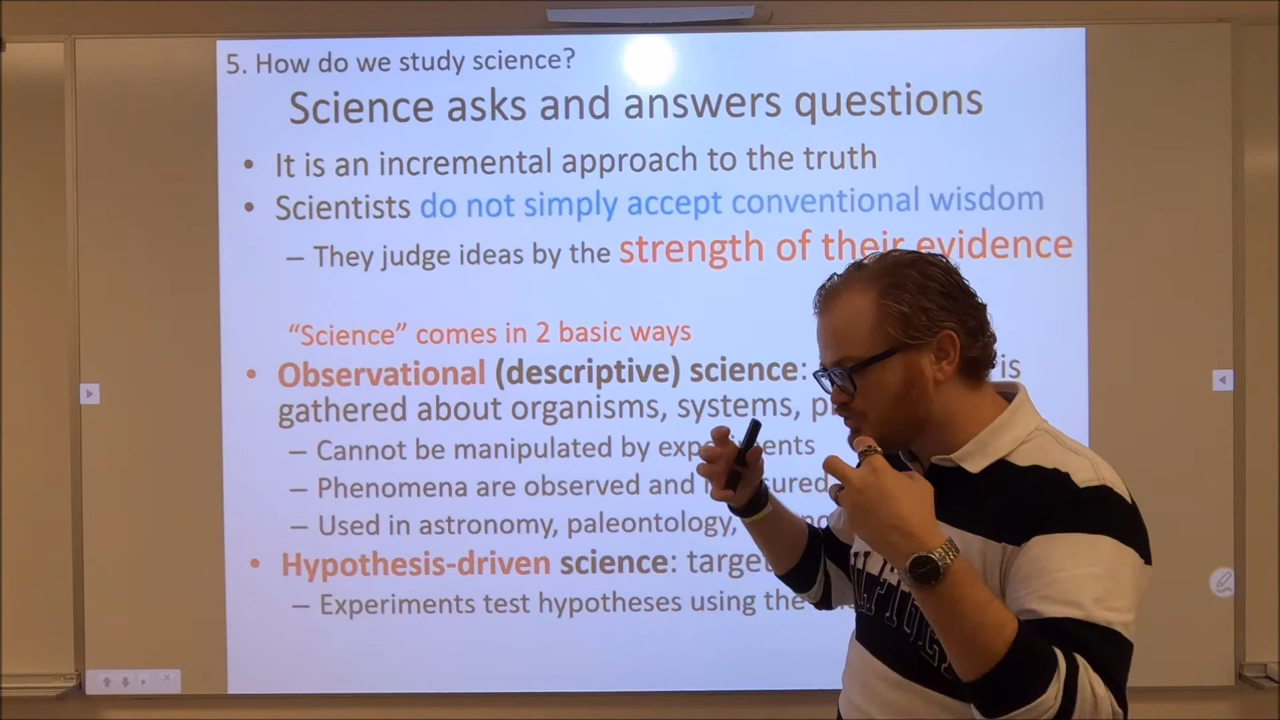 5. How do we study science?
Science asks and answers questions
• It is an incremental approach to the truth
• Scientists do not simply accept conventional wisdom
– They judge ideas by the strength of their evidence
“Science” comes in 2 basic ways
• Observational (descriptive) science: is
gathered about organisms, systems,
– Cannot be manipulated by experiments
– Phenomena are observed and measured
– Used in astronomy, paleontology,
• Hypothesis-driven science:
– Experiments test hypotheses using the